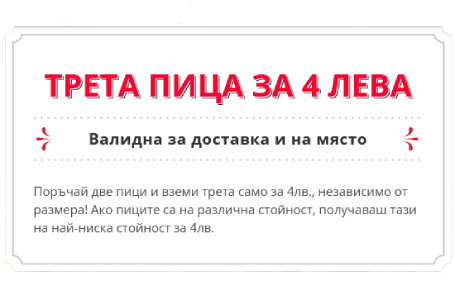 ТРЕТА ПИЦА ЗА 4 ЛЕВА
Валидна за доставка и на място
Поръчай две пици и вземи трета само за 4лв., независимо от
размера! Ако пиците са на различна стойност, получаваш тази
на най-ниска стойност за 4лв.